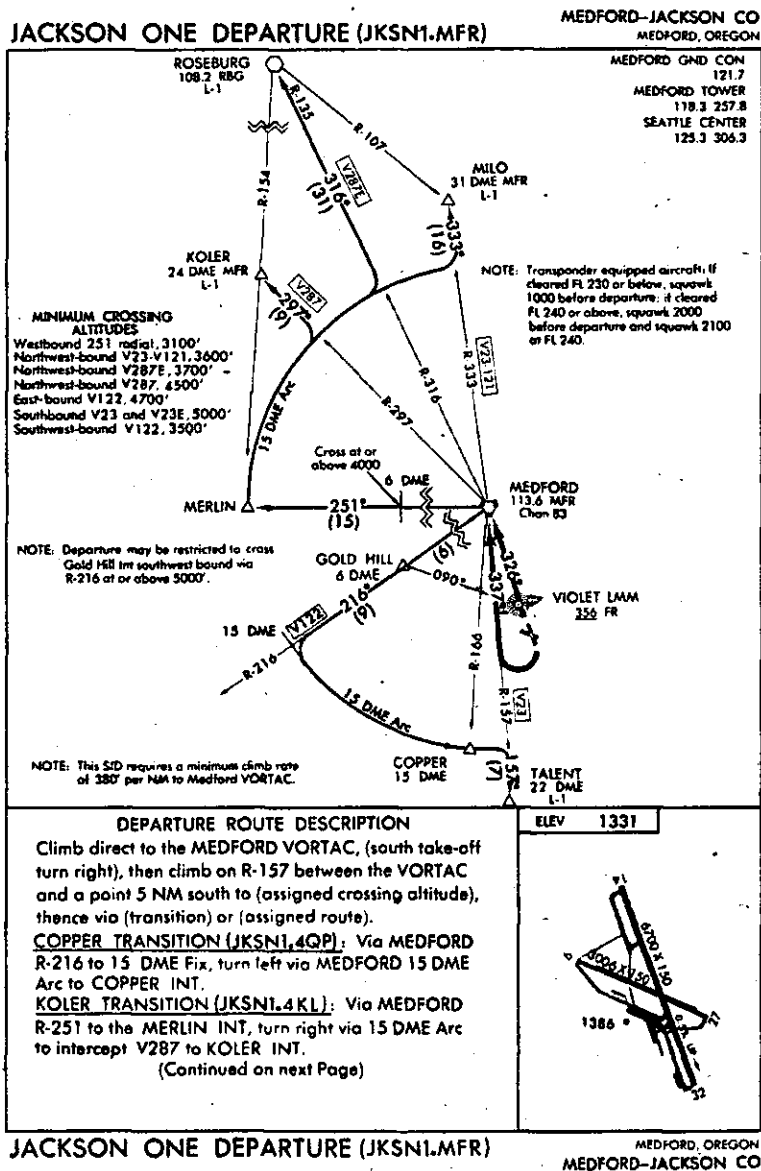 JACKSON ONE DEPARTURE (JKSN1.MFR)
MEDFORD-JACKSON CO
MEDFORD, OREGON
MEDFORD GND CON
121.7
MEDFORD TOWER
118.3 257.8
SEATTLE CENTER
125.3 306.3
ROSEBURG
108.2 RBG
L-1
R-135
R-107
R-154
V287E
316°
(31)
MILO
31 DME MFR
L-1
333°
(16)
KOLER
24 DME MFR
L-1
V287
297°
(9)
NOTE: Transponder equipped aircraft: If
cleared FL 230 or below, squawk
1000 before departure; if cleared
FL 240 or above, squawk 2000
before departure and squawk 2100
at FL 240.
MINIMUM CROSSING
ALTITUDES
Westbound 251 radial, 3100'
Northwest-bound V23-V121, 3600'
Northwest-bound V287E, 3700'
Northwest-bound V287, 4500'
East-bound V122, 4700'
Southbound V23 and V23E, 5000'
Southwest-bound V122, 3500'
15 DME Arc
R-297
R-316
R-333
V23-121
Cross at or
above 4000
6 DME
MERLIN
251°
(15)
MEDFORD
113.6 MFR
Chan 83
NOTE: Departure may be restricted to cross
Gold Hill Int southwest bound via
R-216 at or above 5000'.
GOLD HILL
6 DME
(6)
090°
326°
337°
VIOLET LMM
356 FR
216°
(9)
V122
15 DME
R-216
R-166
R-157
V23
15 DME Arc
COPPER
15 DME
(7)
157°
TALENT
22 DME
L-1
NOTE: This SID requires a minimum climb rate
of 380' per NM to Medford VORTAC.
DEPARTURE ROUTE DESCRIPTION
Climb direct to the MEDFORD VORTAC, (south take-off
turn right), then climb on R-157 between the VORTAC
and a point 5 NM south to (assigned crossing altitude),
thence via (transition) or (assigned route).
COPPER TRANSITION (JKSN1.4QP): Via MEDFORD
R-216 to 15 DME Fix, turn left via MEDFORD 15 DME
Arc to COPPER INT.
KOLER TRANSITION (JKSN1.4KL): Via MEDFORD
R-251 to the MERLIN INT, turn right via 15 DME Arc
to intercept V287 to KOLER INT.
(Continued on next Page)
ELEV 1331
14
6700 X 150
3006 X 150
27
1386
32
JACKSON ONE DEPARTURE (JKSN1.MFR)
MEDFORD, OREGON
MEDFORD-JACKSON CO